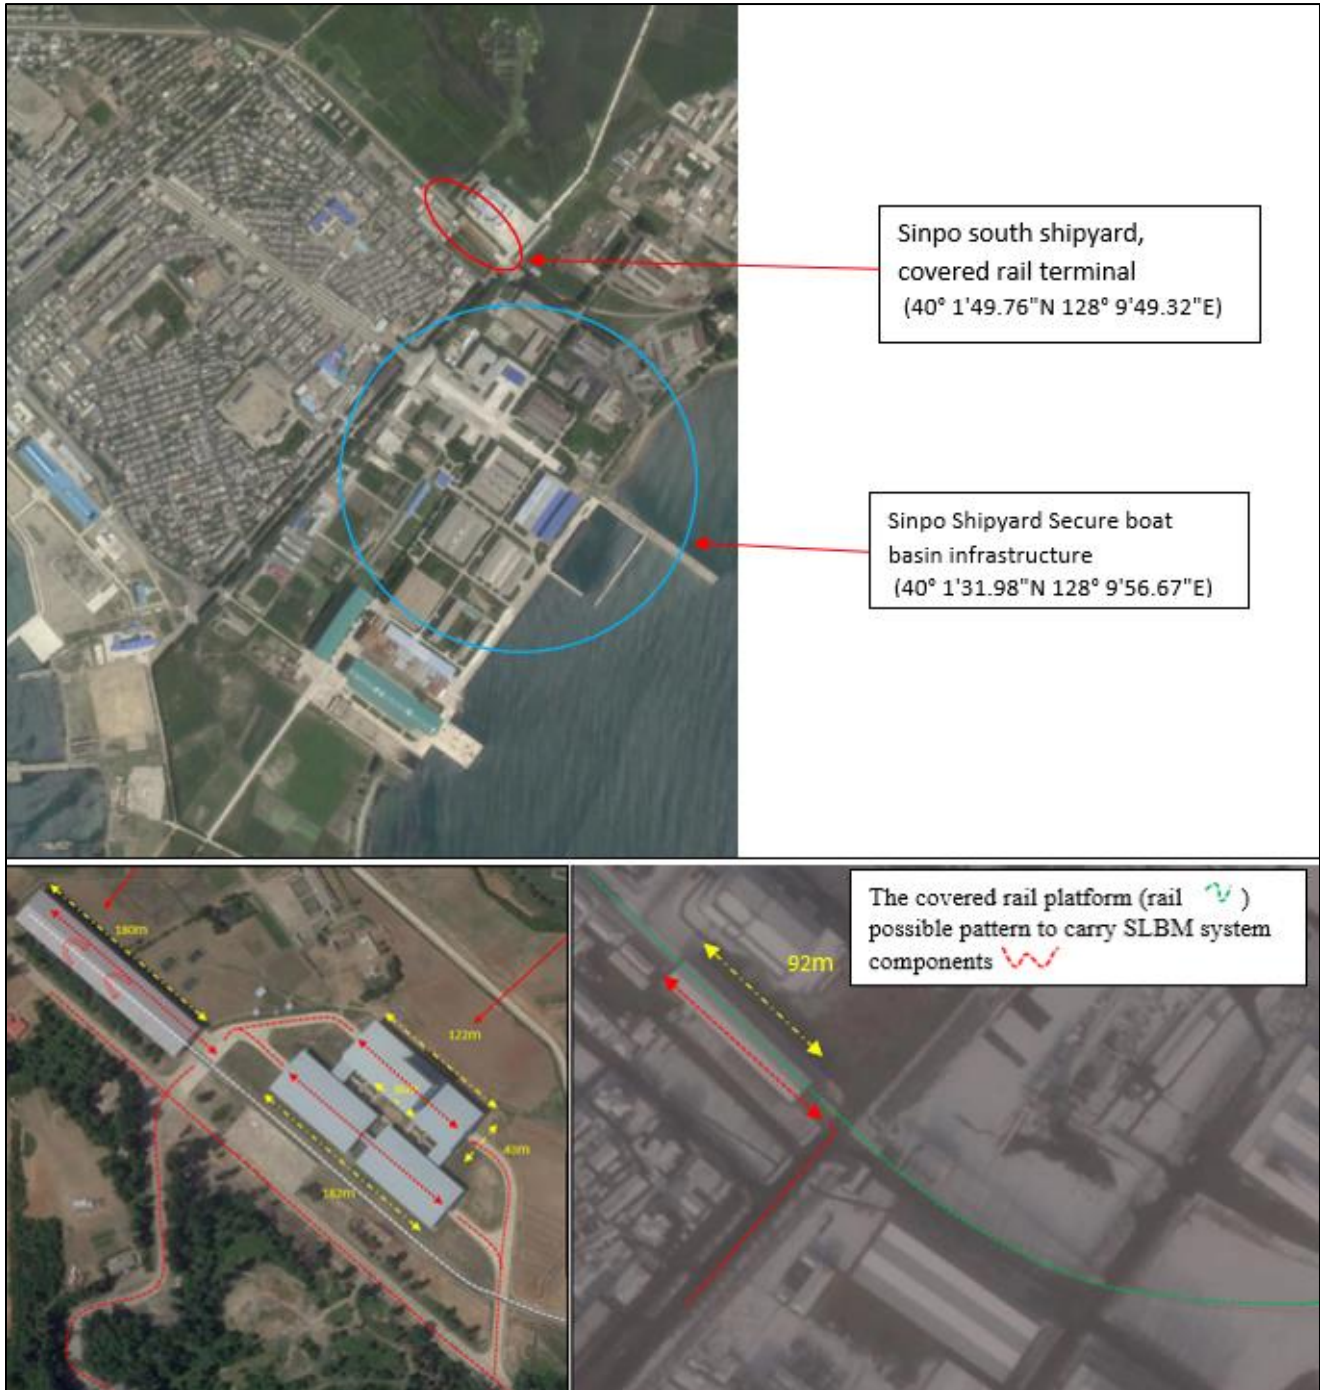 Sinpo south shipyard,
covered rail terminal
(40° 1'49.76"N 128° 9'49.32"E)
Sinpo Shipyard Secure boat
basin infrastructure
(40° 1'31.98"N 128° 9'56.67"E)
180m
122m
40m
182m
92m
The covered rail platform (rail )
possible pattern to carry SLBM system
components